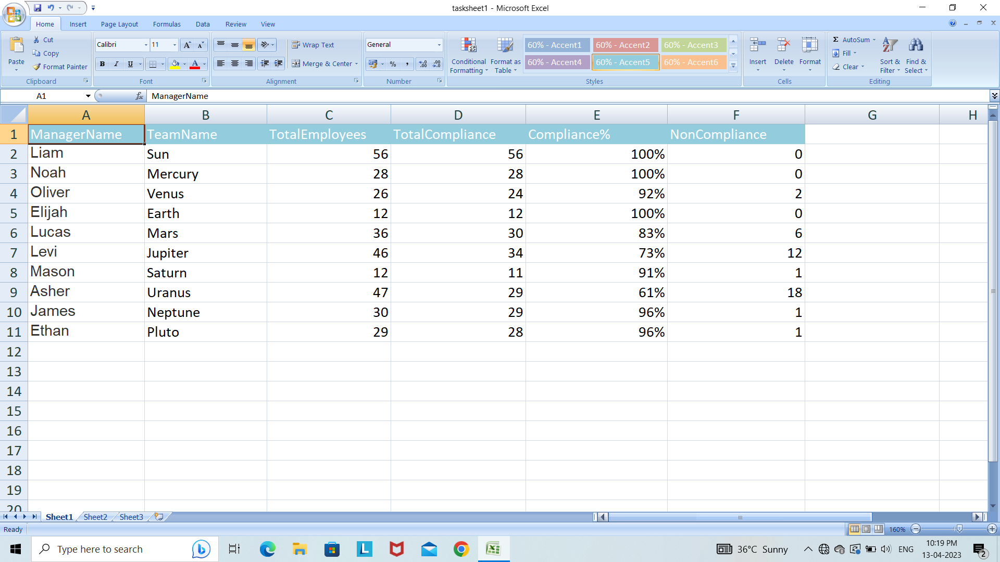 tasksheet1 - Microsoft Excel
Home Insert Page Layout Formulas Data Review View
Paste Cut Copy Format Painter Clipboard
Calibri 11 B I U Font
Wrap Text Merge & Center Alignment
General % , Number
Conditional Formatting Format as Table
60% - Accent1 60% - Accent2 60% - Accent3
60% - Accent4 60% - Accent5 60% - Accent6
Styles
Insert Delete Format Cells
Σ AutoSum Fill Clear Sort & Filter Find & Select Editing
A1 fx ManagerName
A B C D E F G H
1 ManagerName TeamName TotalEmployees TotalCompliance Compliance% NonCompliance
2 Liam Sun 56 56 100% 0
3 Noah Mercury 28 28 100% 0
4 Oliver Venus 26 24 92% 2
5 Elijah Earth 12 12 100% 0
6 Lucas Mars 36 30 83% 6
7 Levi Jupiter 46 34 73% 12
8 Mason Saturn 12 11 91% 1
9 Asher Uranus 47 29 61% 18
10 James Neptune 30 29 96% 1
11 Ethan Pluto 29 28 96% 1
12
13
14
15
16
17
18
19
20
Sheet1 Sheet2 Sheet3
Ready 160%
Type here to search 36°C Sunny ENG 10:19 PM
13-04-2023 2